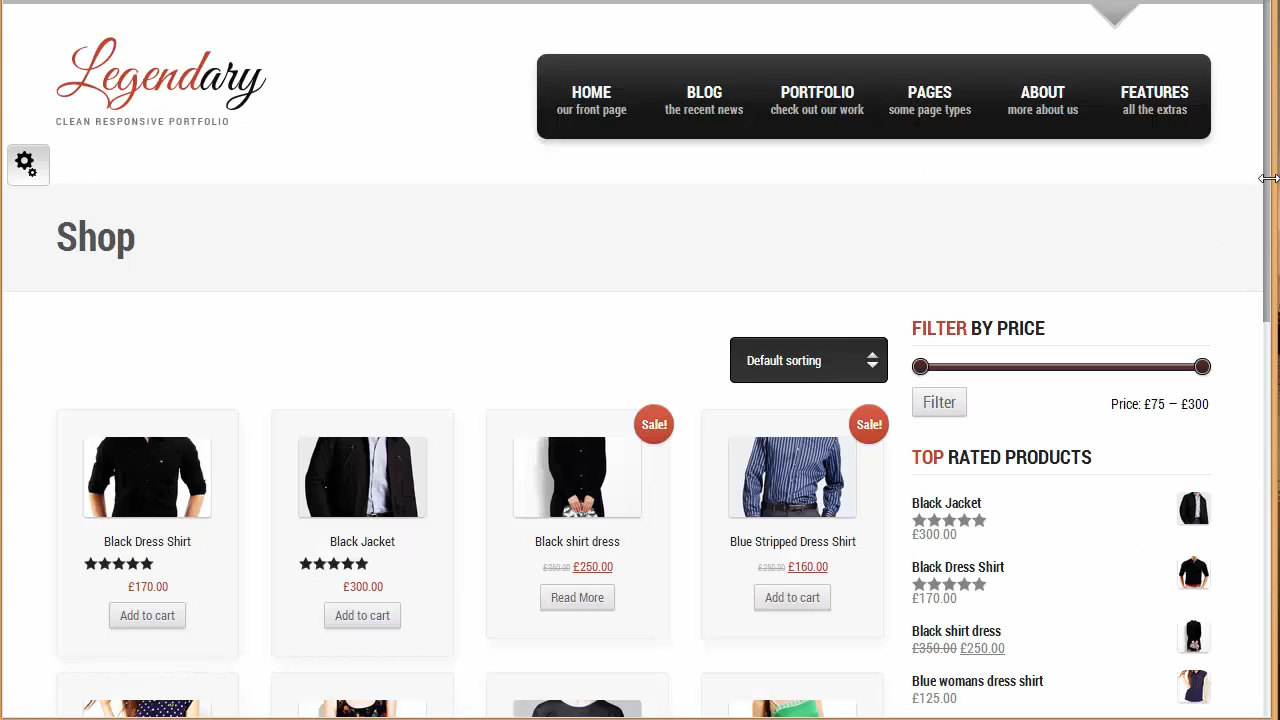 Legendary
CLEAN RESPONSIVE PORTFOLIO
HOME
our front page
BLOG
the recent news
PORTFOLIO
check out our work
PAGES
some page types
ABOUT
more about us
FEATURES
all the extras
Shop
Default sorting
Sale!
Sale!
Black Dress Shirt
£170.00
Add to cart
Black Jacket
£300.00
Add to cart
Black shirt dress
£350.00 £250.00
Read More
Blue Stripped Dress Shirt
£250.00 £160.00
Add to cart
FILTER BY PRICE
Filter
Price: £75 — £300
TOP RATED PRODUCTS
Black Jacket
£300.00
Black Dress Shirt
£170.00
Black shirt dress
£350.00 £250.00
Blue womans dress shirt
£125.00